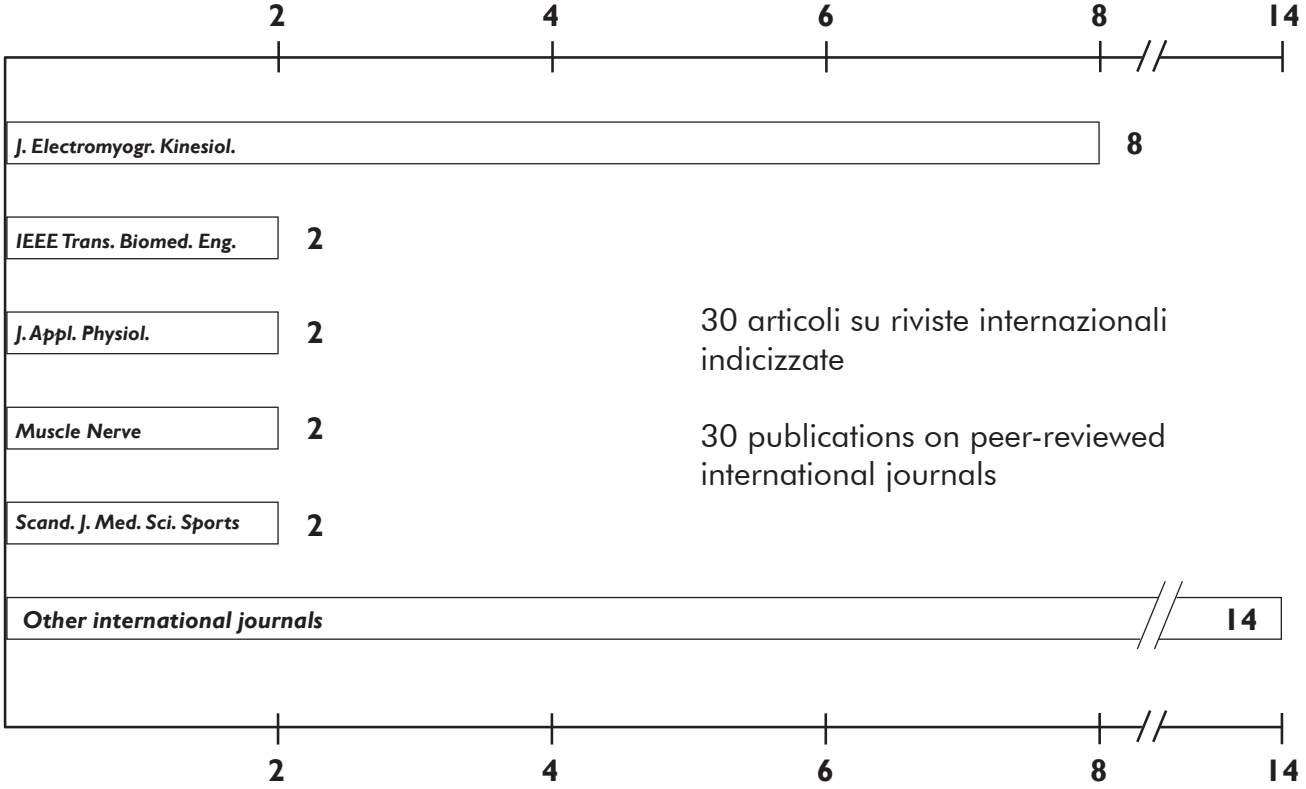 2 4 6 8 14
J. Electromyogr. Kinesiol. 8
IEEE Trans. Biomed. Eng. 2
J. Appl. Physiol. 2
Muscle Nerve 2
Scand. J. Med. Sci. Sports 2
30 articoli su riviste internazionali
indicizzate
30 publications on peer-reviewed
international journals
Other international journals 14
2 4 6 8 14